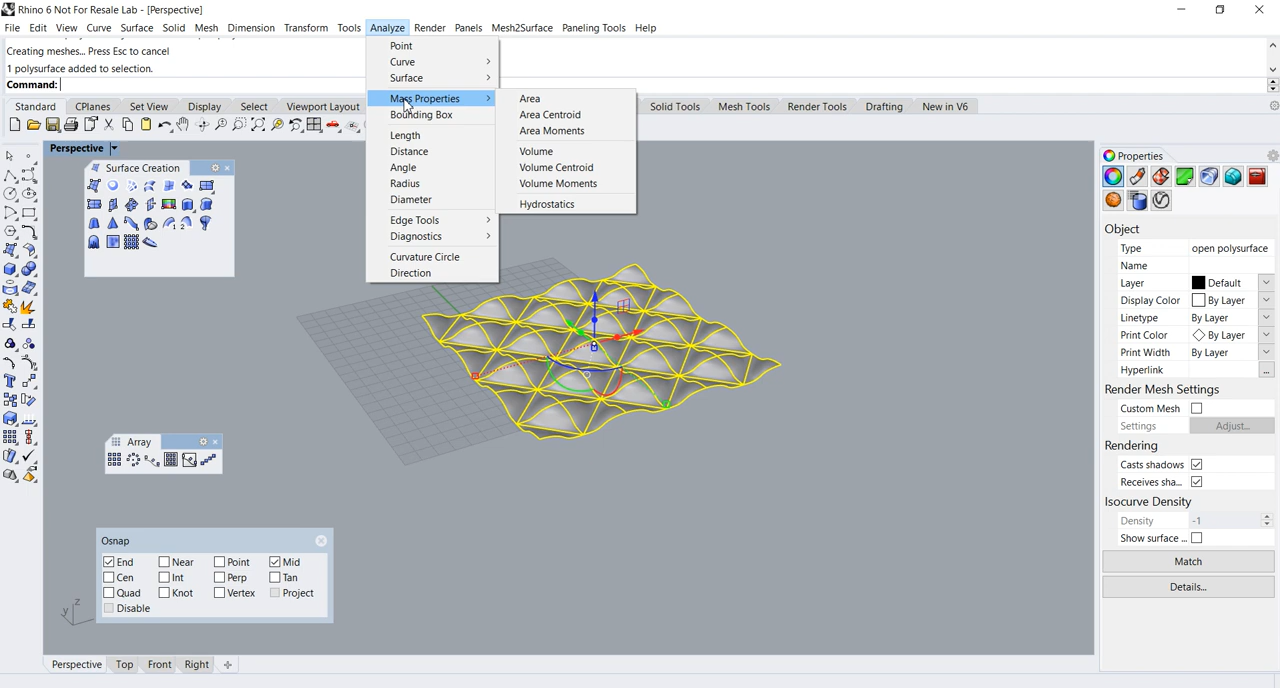 Rhino 6 Not For Resale Lab - [Perspective]
File Edit View Curve Surface Solid Mesh Dimension Transform Tools Analyze Render Panels Mesh2Surface Paneling Tools Help
Creating meshes... Press Esc to cancel
1 polysurface added to selection.
Command:
Standard CPlanes Set View Display Select Viewport Layout Solid Tools Mesh Tools Render Tools Drafting New in V6
Point
Curve
Surface
Mass Properties
Bounding Box
Length
Distance
Angle
Radius
Diameter
Edge Tools
Diagnostics
Curvature Circle
Direction
Area
Area Centroid
Area Moments
Volume
Volume Centroid
Volume Moments
Hydrostatics
Perspective
Surface Creation
Array
Osnap
End Near Point Mid
Cen Int Perp Tan
Quad Knot Vertex Project
Disable
z
y
Perspective Top Front Right
Properties
Object
Type open polysurface
Name
Layer Default
Display Color By Layer
Linetype By Layer
Print Color By Layer
Print Width By Layer
Hyperlink ...
Render Mesh Settings
Custom Mesh
Settings Adjust...
Rendering
Casts shadows
Receives sha...
Isocurve Density
Density -1
Show surface ...
Match
Details...